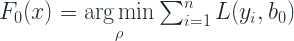 F_0(x) = \underset{\rho}{\arg\min} \sum_{i=1}^{n} L(y_i, b_0)